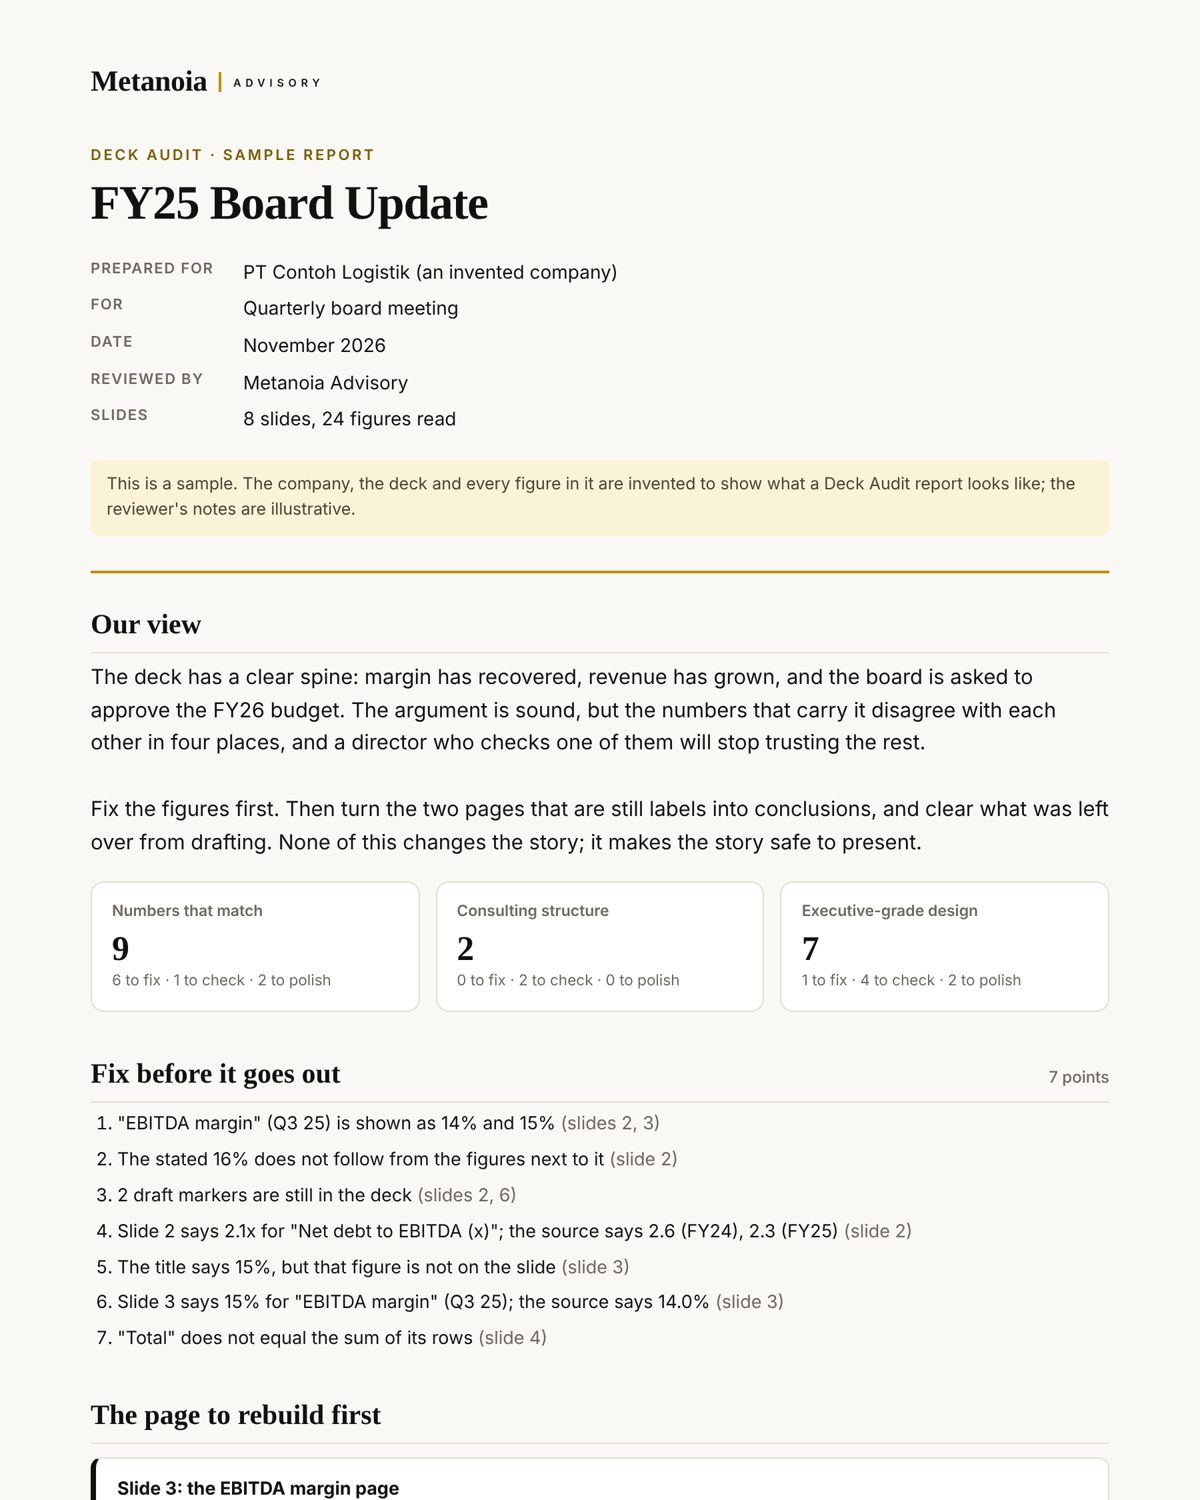 Metanoia | ADVISORY
DECK AUDIT · SAMPLE REPORT
FY25 Board Update
PREPARED FOR PT Contoh Logistik (an invented company)
FOR Quarterly board meeting
DATE November 2026
REVIEWED BY Metanoia Advisory
SLIDES 8 slides, 24 figures read
This is a sample. The company, the deck and every figure in it are invented to show what a Deck Audit report looks like; the
reviewer's notes are illustrative.
Our view
The deck has a clear spine: margin has recovered, revenue has grown, and the board is asked to
approve the FY26 budget. The argument is sound, but the numbers that carry it disagree with each
other in four places, and a director who checks one of them will stop trusting the rest.
Fix the figures first. Then turn the two pages that are still labels into conclusions, and clear what was left
over from drafting. None of this changes the story; it makes the story safe to present.
Numbers that match
9
6 to fix · 1 to check · 2 to polish
Consulting structure
2
0 to fix · 2 to check · 0 to polish
Executive-grade design
7
1 to fix · 4 to check · 2 to polish
Fix before it goes out 7 points
1. "EBITDA margin" (Q3 25) is shown as 14% and 15% (slides 2, 3)
2. The stated 16% does not follow from the figures next to it (slide 2)
3. 2 draft markers are still in the deck (slides 2, 6)
4. Slide 2 says 2.1x for "Net debt to EBITDA (x)"; the source says 2.6 (FY24), 2.3 (FY25) (slide 2)
5. The title says 15%, but that figure is not on the slide (slide 3)
6. Slide 3 says 15% for "EBITDA margin" (Q3 25); the source says 14.0% (slide 3)
7. "Total" does not equal the sum of its rows (slide 4)
The page to rebuild first
Slide 3: the EBITDA margin page